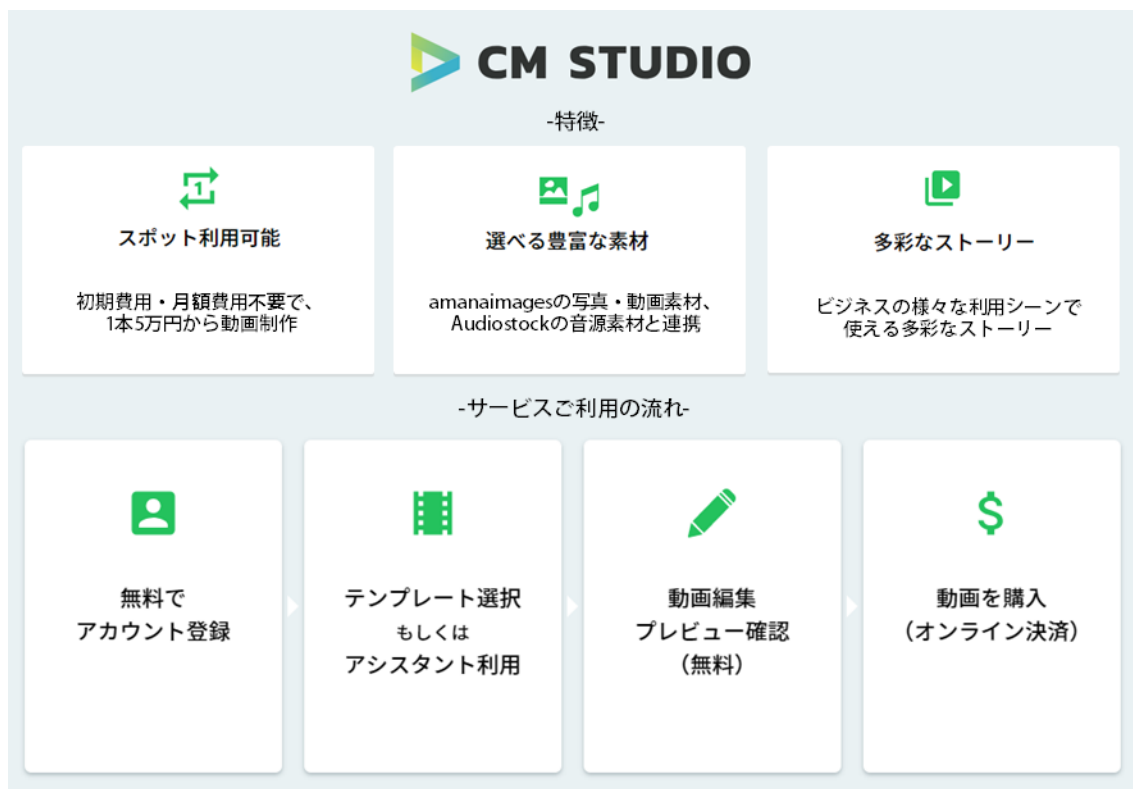 CM STUDIO
-特徴-
1
スポット利用可能
初期費用・月額費用不要で、
1本5万円から動画制作
選べる豊富な素材
amanaimagesの写真・動画素材、
Audiostockの音源素材と連携
多彩なストーリー
ビジネスの様々な利用シーンで
使える多彩なストーリー
-サービスご利用の流れ-
無料で
アカウント登録
テンプレート選択
もしくは
アシスタント利用
動画編集
プレビュー確認
（無料）
$
動画を購入
（オンライン決済）